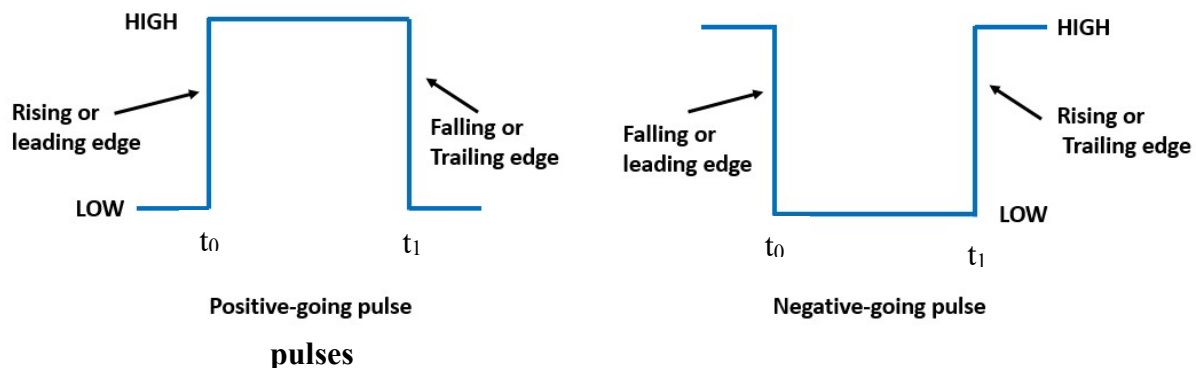 HIGH
Rising or
leading edge
Falling or
Trailing edge
LOW
t0
t1
Positive-going pulse
pulses
HIGH
Falling or
leading edge
Rising or
Trailing edge
LOW
t0
t1
Negative-going pulse